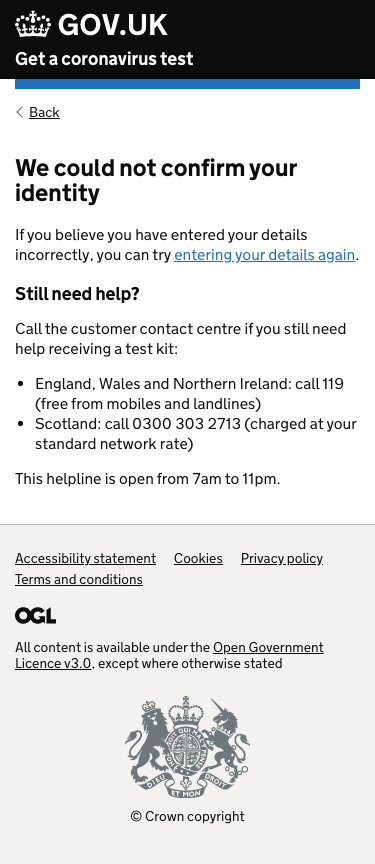 GOV.UK
Get a coronavirus test
Back
We could not confirm your
identity
If you believe you have entered your details
incorrectly, you can try entering your details again.
Still need help?
Call the customer contact centre if you still need
help receiving a test kit:
• England, Wales and Northern Ireland: call 119
(free from mobiles and landlines)
• Scotland: call 0300 303 2713 (charged at your
standard network rate)
This helpline is open from 7am to 11pm.
Accessibility statement Cookies Privacy policy
Terms and conditions
OGL
All content is available under the Open Government
Licence v3.0, except where otherwise stated
DIEU ET MON DROIT
© Crown copyright